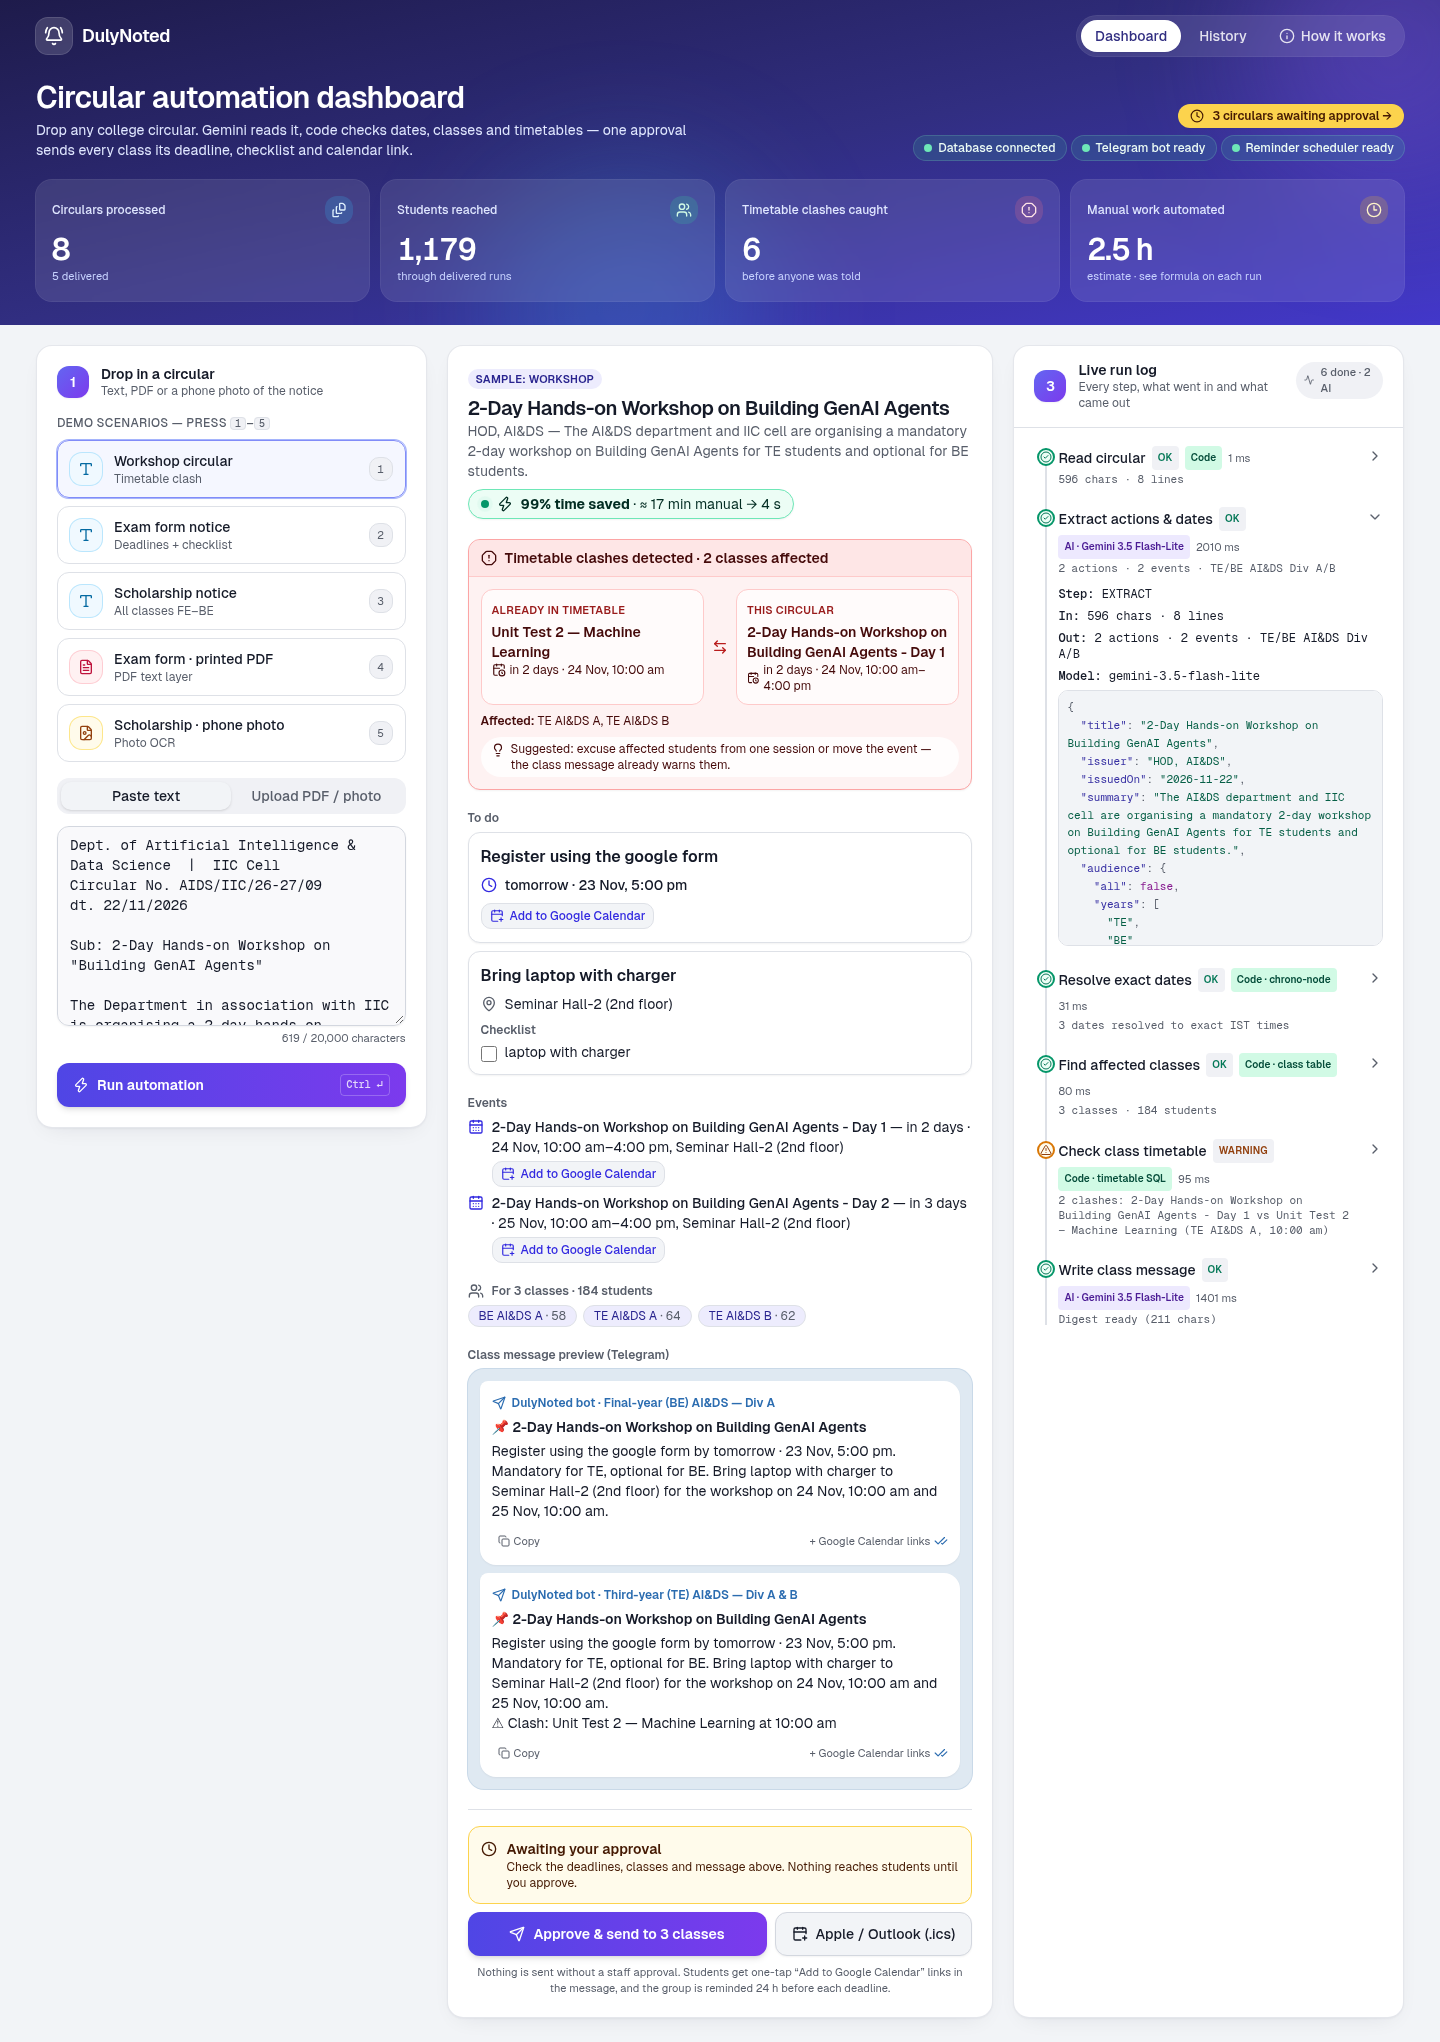 DulyNoted
Dashboard
History
How it works
Circular automation dashboard
Drop any college circular. Gemini reads it, code checks dates, classes and timetables — one approval
sends every class its deadline, checklist and calendar link.
3 circulars awaiting approval →
Database connected
Telegram bot ready
Reminder scheduler ready
Circulars processed
8
5 delivered
Students reached
1,179
through delivered runs
Timetable clashes caught
6
before anyone was told
Manual work automated
2.5 h
estimate · see formula on each run
1
Drop in a circular
Text, PDF or a phone photo of the notice
DEMO SCENARIOS — PRESS 1–5
Workshop circular
Timetable clash
1
Exam form notice
Deadlines + checklist
2
Scholarship notice
All classes FE–BE
3
Exam form · printed PDF
PDF text layer
4
Scholarship · phone photo
Photo OCR
5
Paste text
Upload PDF / photo
Dept. of Artificial Intelligence &
Data Science | IIC Cell
Circular No. AIDS/IIC/26-27/09
dt. 22/11/2026
Sub: 2-Day Hands-on Workshop on
"Building GenAI Agents"
The Department in association with IIC
is organising a 2-day hands-on
619 / 20,000 characters
Run automation
Ctrl ⏎
SAMPLE: WORKSHOP
2-Day Hands-on Workshop on Building GenAI Agents
HOD, AI&DS — The AI&DS department and IIC cell are organising a mandatory
2-day workshop on Building GenAI Agents for TE students and optional for BE
students.
99% time saved · ≈ 17 min manual → 4 s
Timetable clashes detected · 2 classes affected
ALREADY IN TIMETABLE
Unit Test 2 — Machine
Learning
in 2 days · 24 Nov, 10:00 am
THIS CIRCULAR
2-Day Hands-on Workshop on
Building GenAI Agents - Day 1
in 2 days · 24 Nov, 10:00 am–
4:00 pm
Affected: TE AI&DS A, TE AI&DS B
Suggested: excuse affected students from one session or move the event —
the class message already warns them.
To do
Register using the google form
tomorrow · 23 Nov, 5:00 pm
Add to Google Calendar
Bring laptop with charger
Seminar Hall-2 (2nd floor)
Checklist
laptop with charger
Events
2-Day Hands-on Workshop on Building GenAI Agents - Day 1 — in 2 days ·
24 Nov, 10:00 am–4:00 pm, Seminar Hall-2 (2nd floor)
Add to Google Calendar
2-Day Hands-on Workshop on Building GenAI Agents - Day 2 — in 3 days
· 25 Nov, 10:00 am–4:00 pm, Seminar Hall-2 (2nd floor)
Add to Google Calendar
For 3 classes · 184 students
BE AI&DS A · 58
TE AI&DS A · 64
TE AI&DS B · 62
Class message preview (Telegram)
DulyNoted bot · Final-year (BE) AI&DS — Div A
📌 2-Day Hands-on Workshop on Building GenAI Agents
Register using the google form by tomorrow · 23 Nov, 5:00 pm.
Mandatory for TE, optional for BE. Bring laptop with charger to
Seminar Hall-2 (2nd floor) for the workshop on 24 Nov, 10:00 am and
25 Nov, 10:00 am.
Copy
+ Google Calendar links
DulyNoted bot · Third-year (TE) AI&DS — Div A & B
📌 2-Day Hands-on Workshop on Building GenAI Agents
Register using the google form by tomorrow · 23 Nov, 5:00 pm.
Mandatory for TE, optional for BE. Bring laptop with charger to
Seminar Hall-2 (2nd floor) for the workshop on 24 Nov, 10:00 am and
25 Nov, 10:00 am.
⚠ Clash: Unit Test 2 — Machine Learning at 10:00 am
Copy
+ Google Calendar links
Awaiting your approval
Check the deadlines, classes and message above. Nothing reaches students until
you approve.
Approve & send to 3 classes
Apple / Outlook (.ics)
Nothing is sent without a staff approval. Students get one-tap “Add to Google Calendar” links in
the message, and the group is reminded 24 h before each deadline.
3
Live run log
Every step, what went in and what
came out
6 done · 2
AI
Read circular OK Code 1 ms
596 chars · 8 lines
Extract actions & dates OK
AI · Gemini 3.5 Flash-Lite 2010 ms
2 actions · 2 events · TE/BE AI&DS Div A/B
Step: EXTRACT
In: 596 chars · 8 lines
Out: 2 actions · 2 events · TE/BE AI&DS Div
A/B
Model: gemini-3.5-flash-lite
{
"title": "2-Day Hands-on Workshop on
Building GenAI Agents",
"issuer": "HOD, AI&DS",
"issuedOn": "2026-11-22",
"summary": "The AI&DS department and IIC
cell are organising a mandatory 2-day workshop
on Building GenAI Agents for TE students and
optional for BE students.",
"audience": {
"all": false,
"years": [
"TE",
"BE"
Resolve exact dates OK Code · chrono-node
31 ms
3 dates resolved to exact IST times
Find affected classes OK Code · class table
80 ms
3 classes · 184 students
Check class timetable WARNING
Code · timetable SQL 95 ms
2 clashes: 2-Day Hands-on Workshop on
Building GenAI Agents - Day 1 vs Unit Test 2
— Machine Learning (TE AI&DS A, 10:00 am)
Write class message OK
AI · Gemini 3.5 Flash-Lite 1401 ms
Digest ready (211 chars)